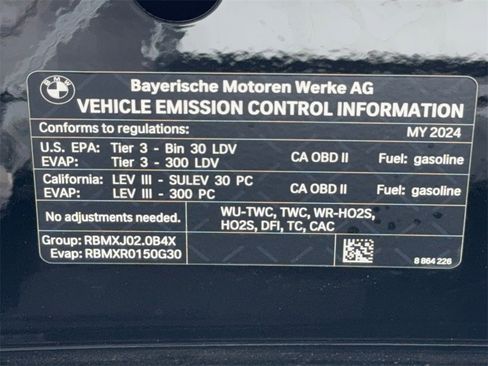 BMW
Bayerische Motoren Werke AG
VEHICLE EMISSION CONTROL INFORMATION
Conforms to regulations: MY 2024
U.S. EPA: Tier 3 - Bin 30 LDV CA OBD II Fuel: gasoline
EVAP: Tier 3 - 300 LDV
California: LEV III - SULEV 30 PC CA OBD II Fuel: gasoline
EVAP: LEV III - 300 PC
No adjustments needed. WU-TWC, TWC, WR-HO2S,
HO2S, DFI, TC, CAC
Group: RBMXJ02.0B4X
Evap: RBMXR0150G30
8 864 226